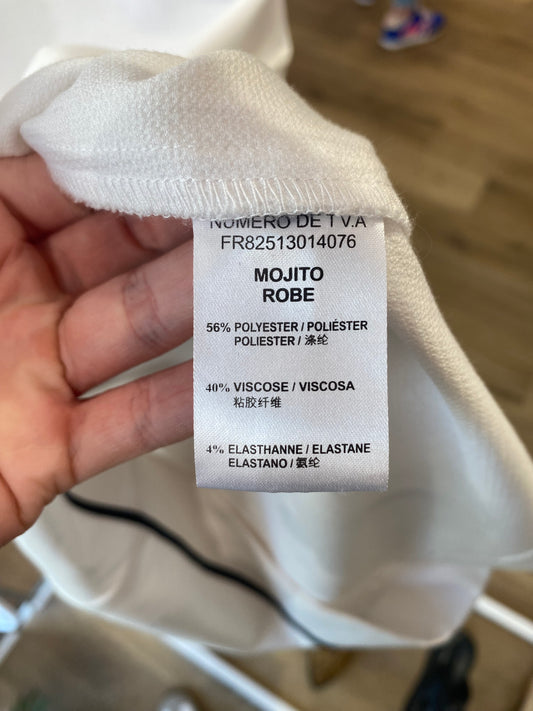 NUMERO DE T V.A
FR82513014076
MOJITO
ROBE
56% POLYESTER / POLIÉSTER
POLIESTER / 涤纶
40% VISCOSE / VISCOSA
粘胶纤维
4% ELASTHANNE / ELASTANE
ELASTANO / 氨纶